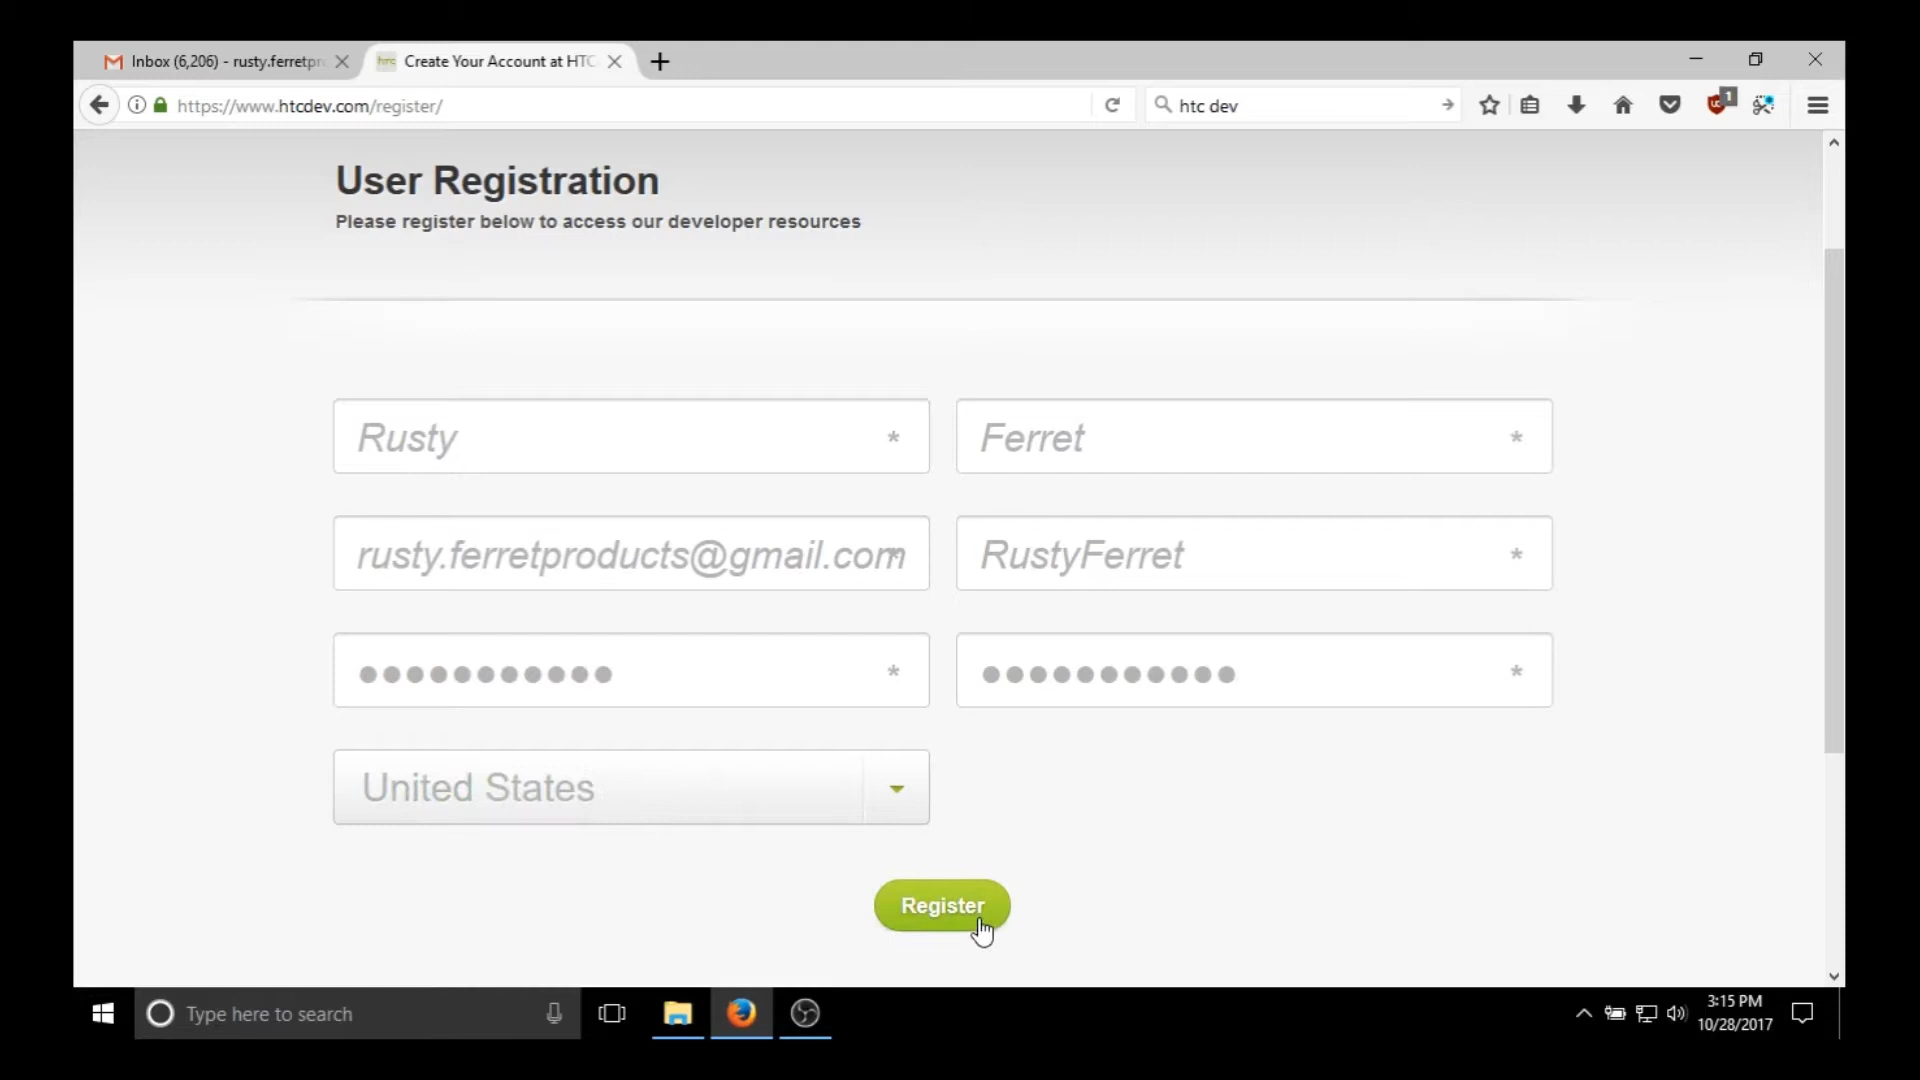 Inbox (6,206) - rusty.ferretpr
htc Create Your Account at HTC
https://www.htcdev.com/register/
htc dev
1
User Registration
Please register below to access our developer resources
Rusty *
Ferret *
rusty.ferretproducts@gmail.com *
RustyFerret *
●●●●●●●●●●● *
●●●●●●●●●●● *
United States
Register
Type here to search
3:15 PM
10/28/2017